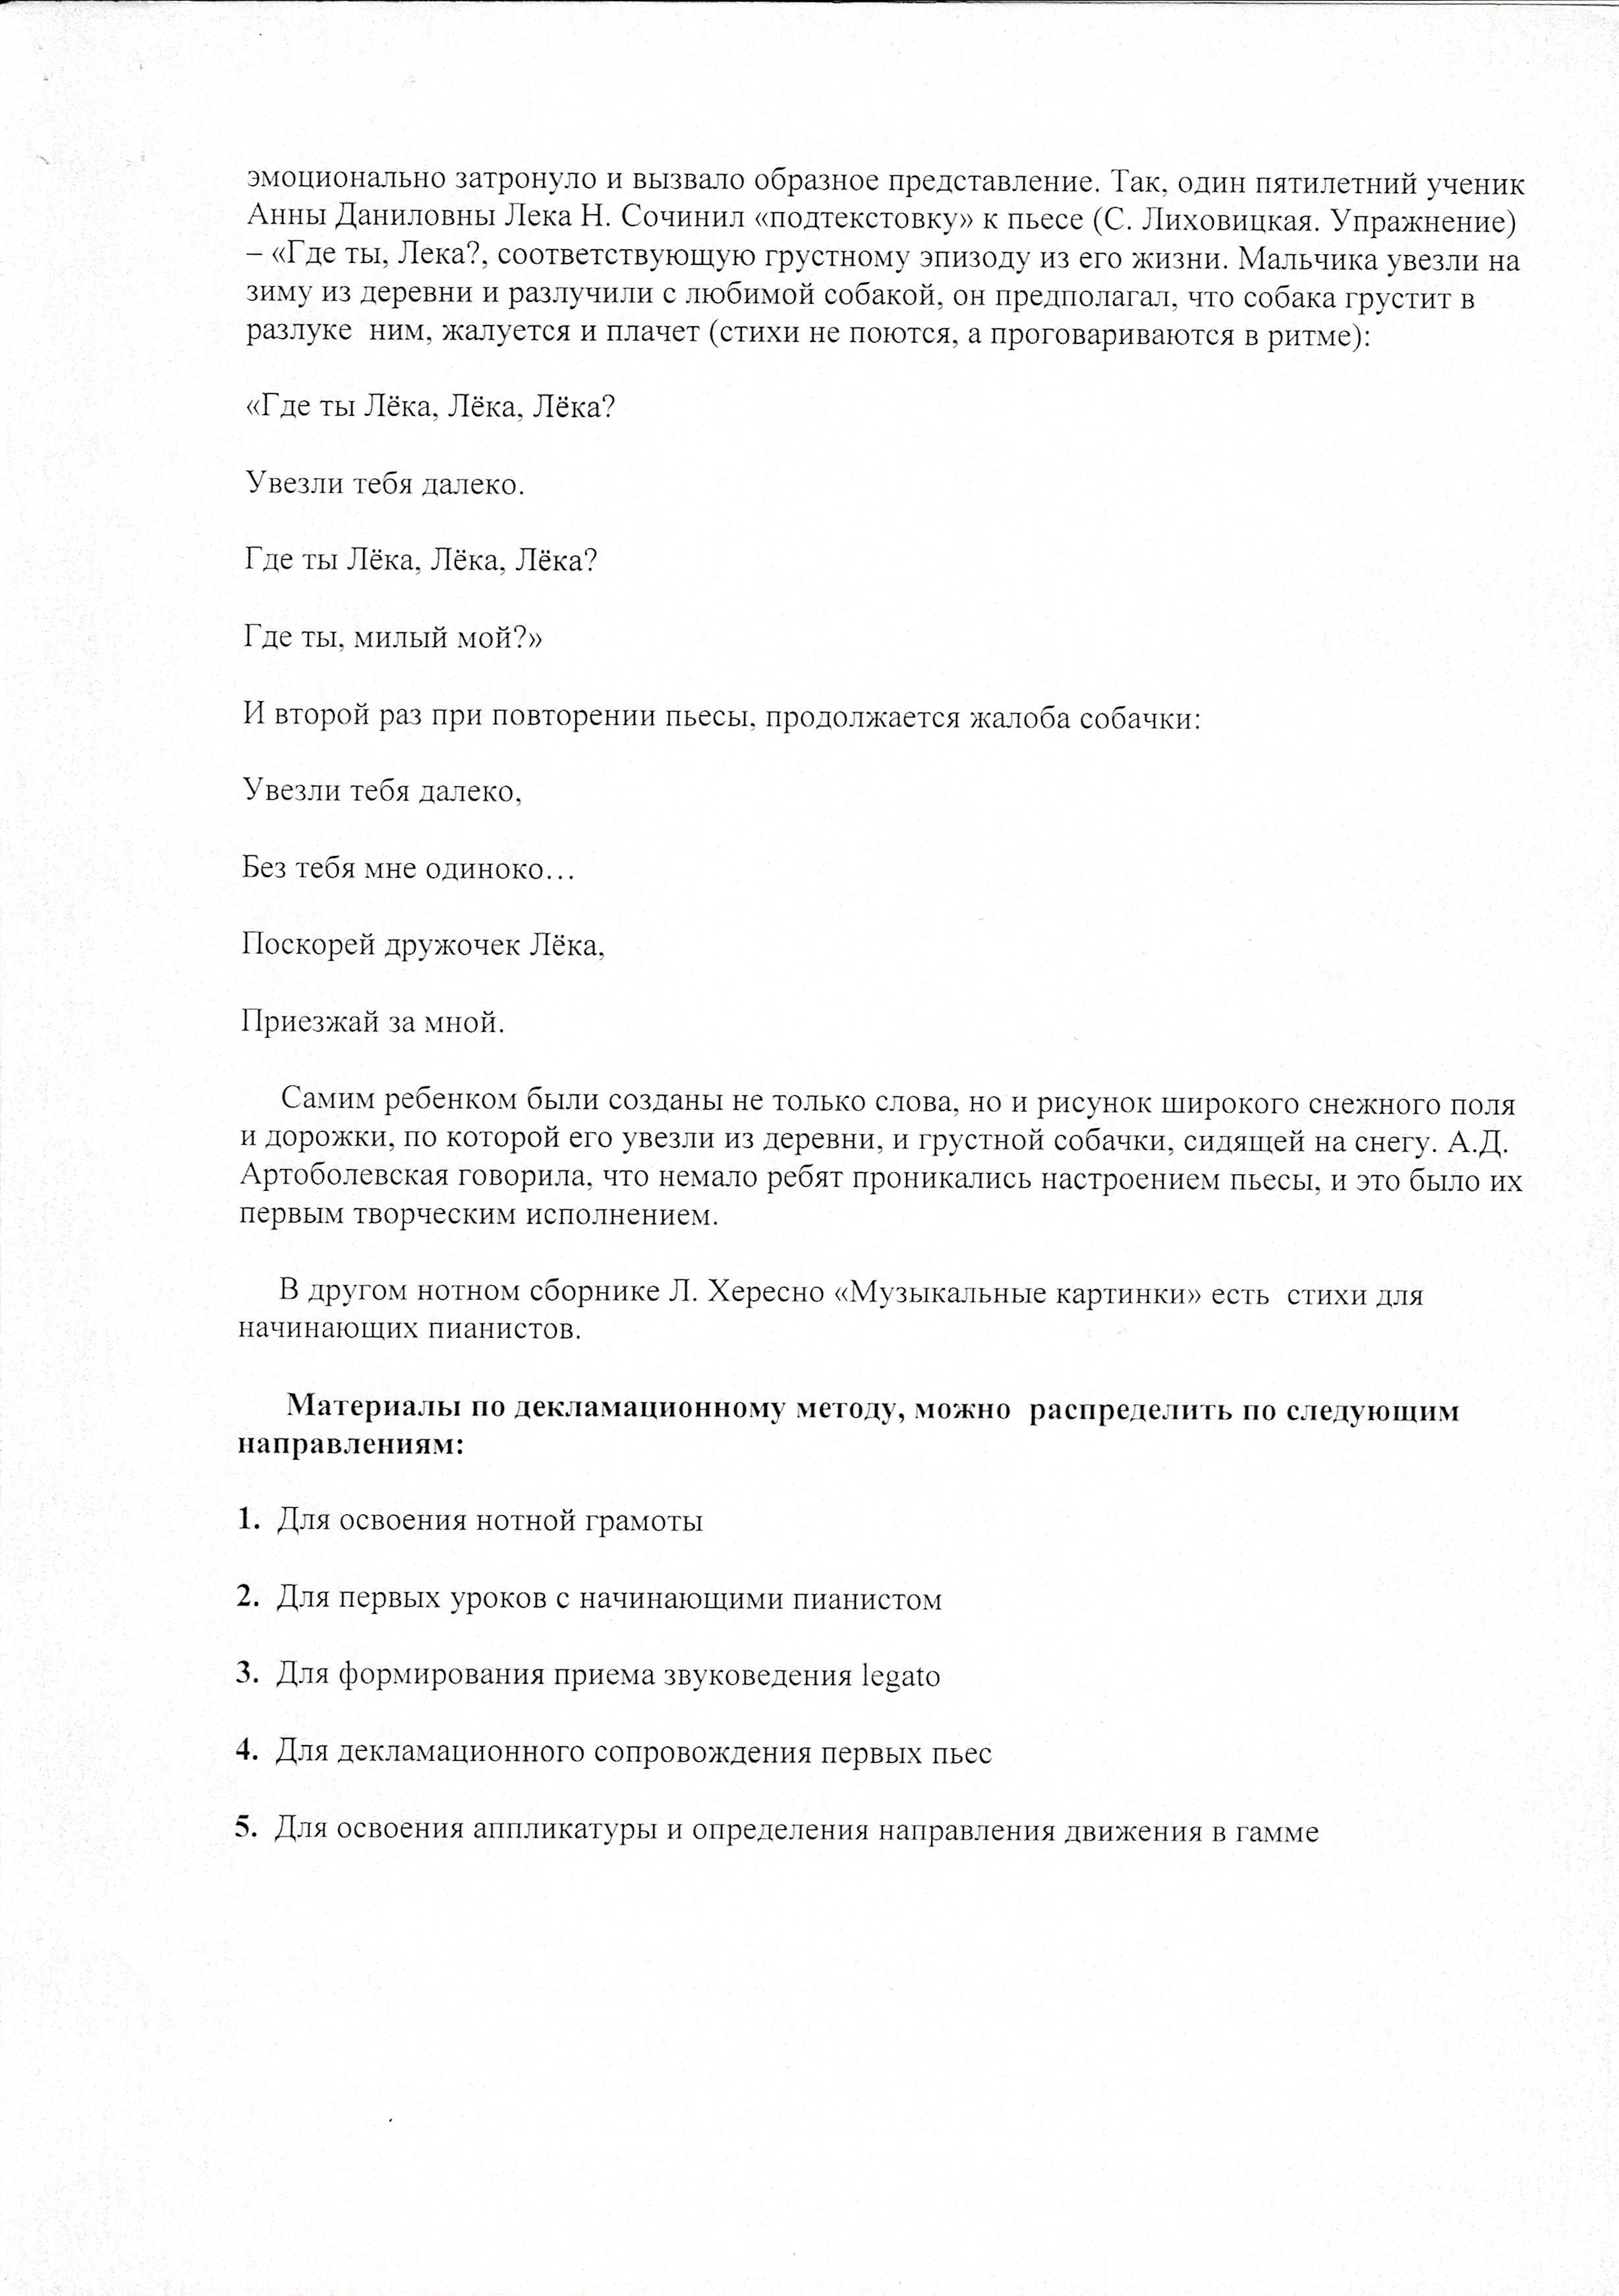 эмоционально затронуло и вызвало образное представление. Так, один пятилетний ученик
Анны Даниловны Лека Н. Сочинил «подтекстовку» к пьесе (С. Лиховицкая. Упражнение)
– «Где ты, Лека?, соответствующую грустному эпизоду из его жизни. Мальчика увезли на
зиму из деревни и разлучили с любимой собакой, он предполагал, что собака грустит в
разлуке  ним, жалуется и плачет (стихи не поются, а проговариваются в ритме):
«Где ты Лёка, Лёка, Лёка?
Увезли тебя далеко.
Где ты Лёка, Лёка, Лёка?
Где ты, милый мой?»
И второй раз при повторении пьесы, продолжается жалоба собачки:
Увезли тебя далеко,
Без тебя мне одиноко…
Поскорей дружочек Лёка,
Приезжай за мной.
Самим ребенком были созданы не только слова, но и рисунок широкого снежного поля
и дорожки, по которой его увезли из деревни, и грустной собачки, сидящей на снегу. А.Д.
Артоболевская говорила, что немало ребят проникались настроением пьесы, и это было их
первым творческим исполнением.
В другом нотном сборнике Л. Хересно «Музыкальные картинки» есть  стихи для
начинающих пианистов.
Материалы по декламационному методу, можно  распределить по следующим
направлениям:
1. Для освоения нотной грамоты
2. Для первых уроков с начинающими пианистом
3. Для формирования приема звуковедения legato
4. Для декламационного сопровождения первых пьес
5. Для освоения аппликатуры и определения направления движения в гамме